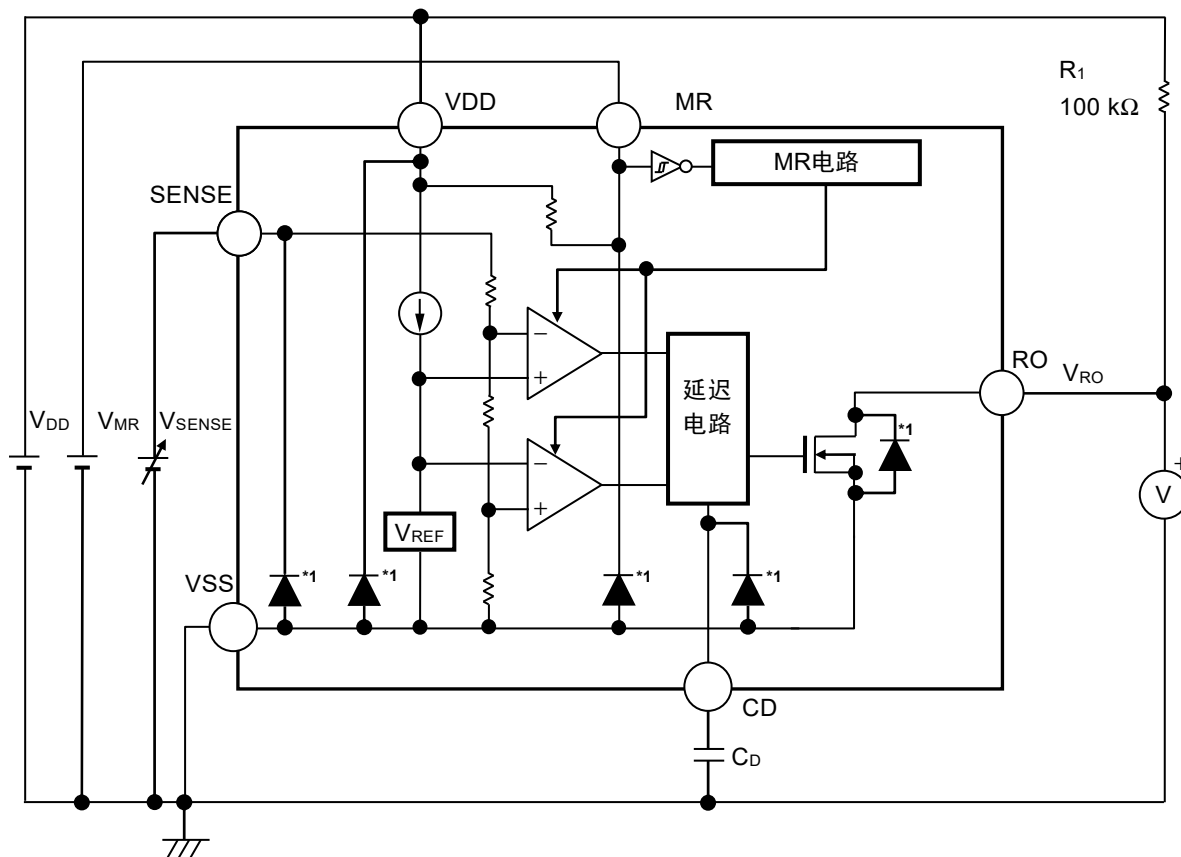 VDD
MR
R1
100 kΩ
MR电路
SENSE
−
+
延迟
电路
RO
VRO
VDD
VMR
VSENSE
*1
−
+
+
V
VREF
VSS
*1
*1
*1
*1
CD
CD